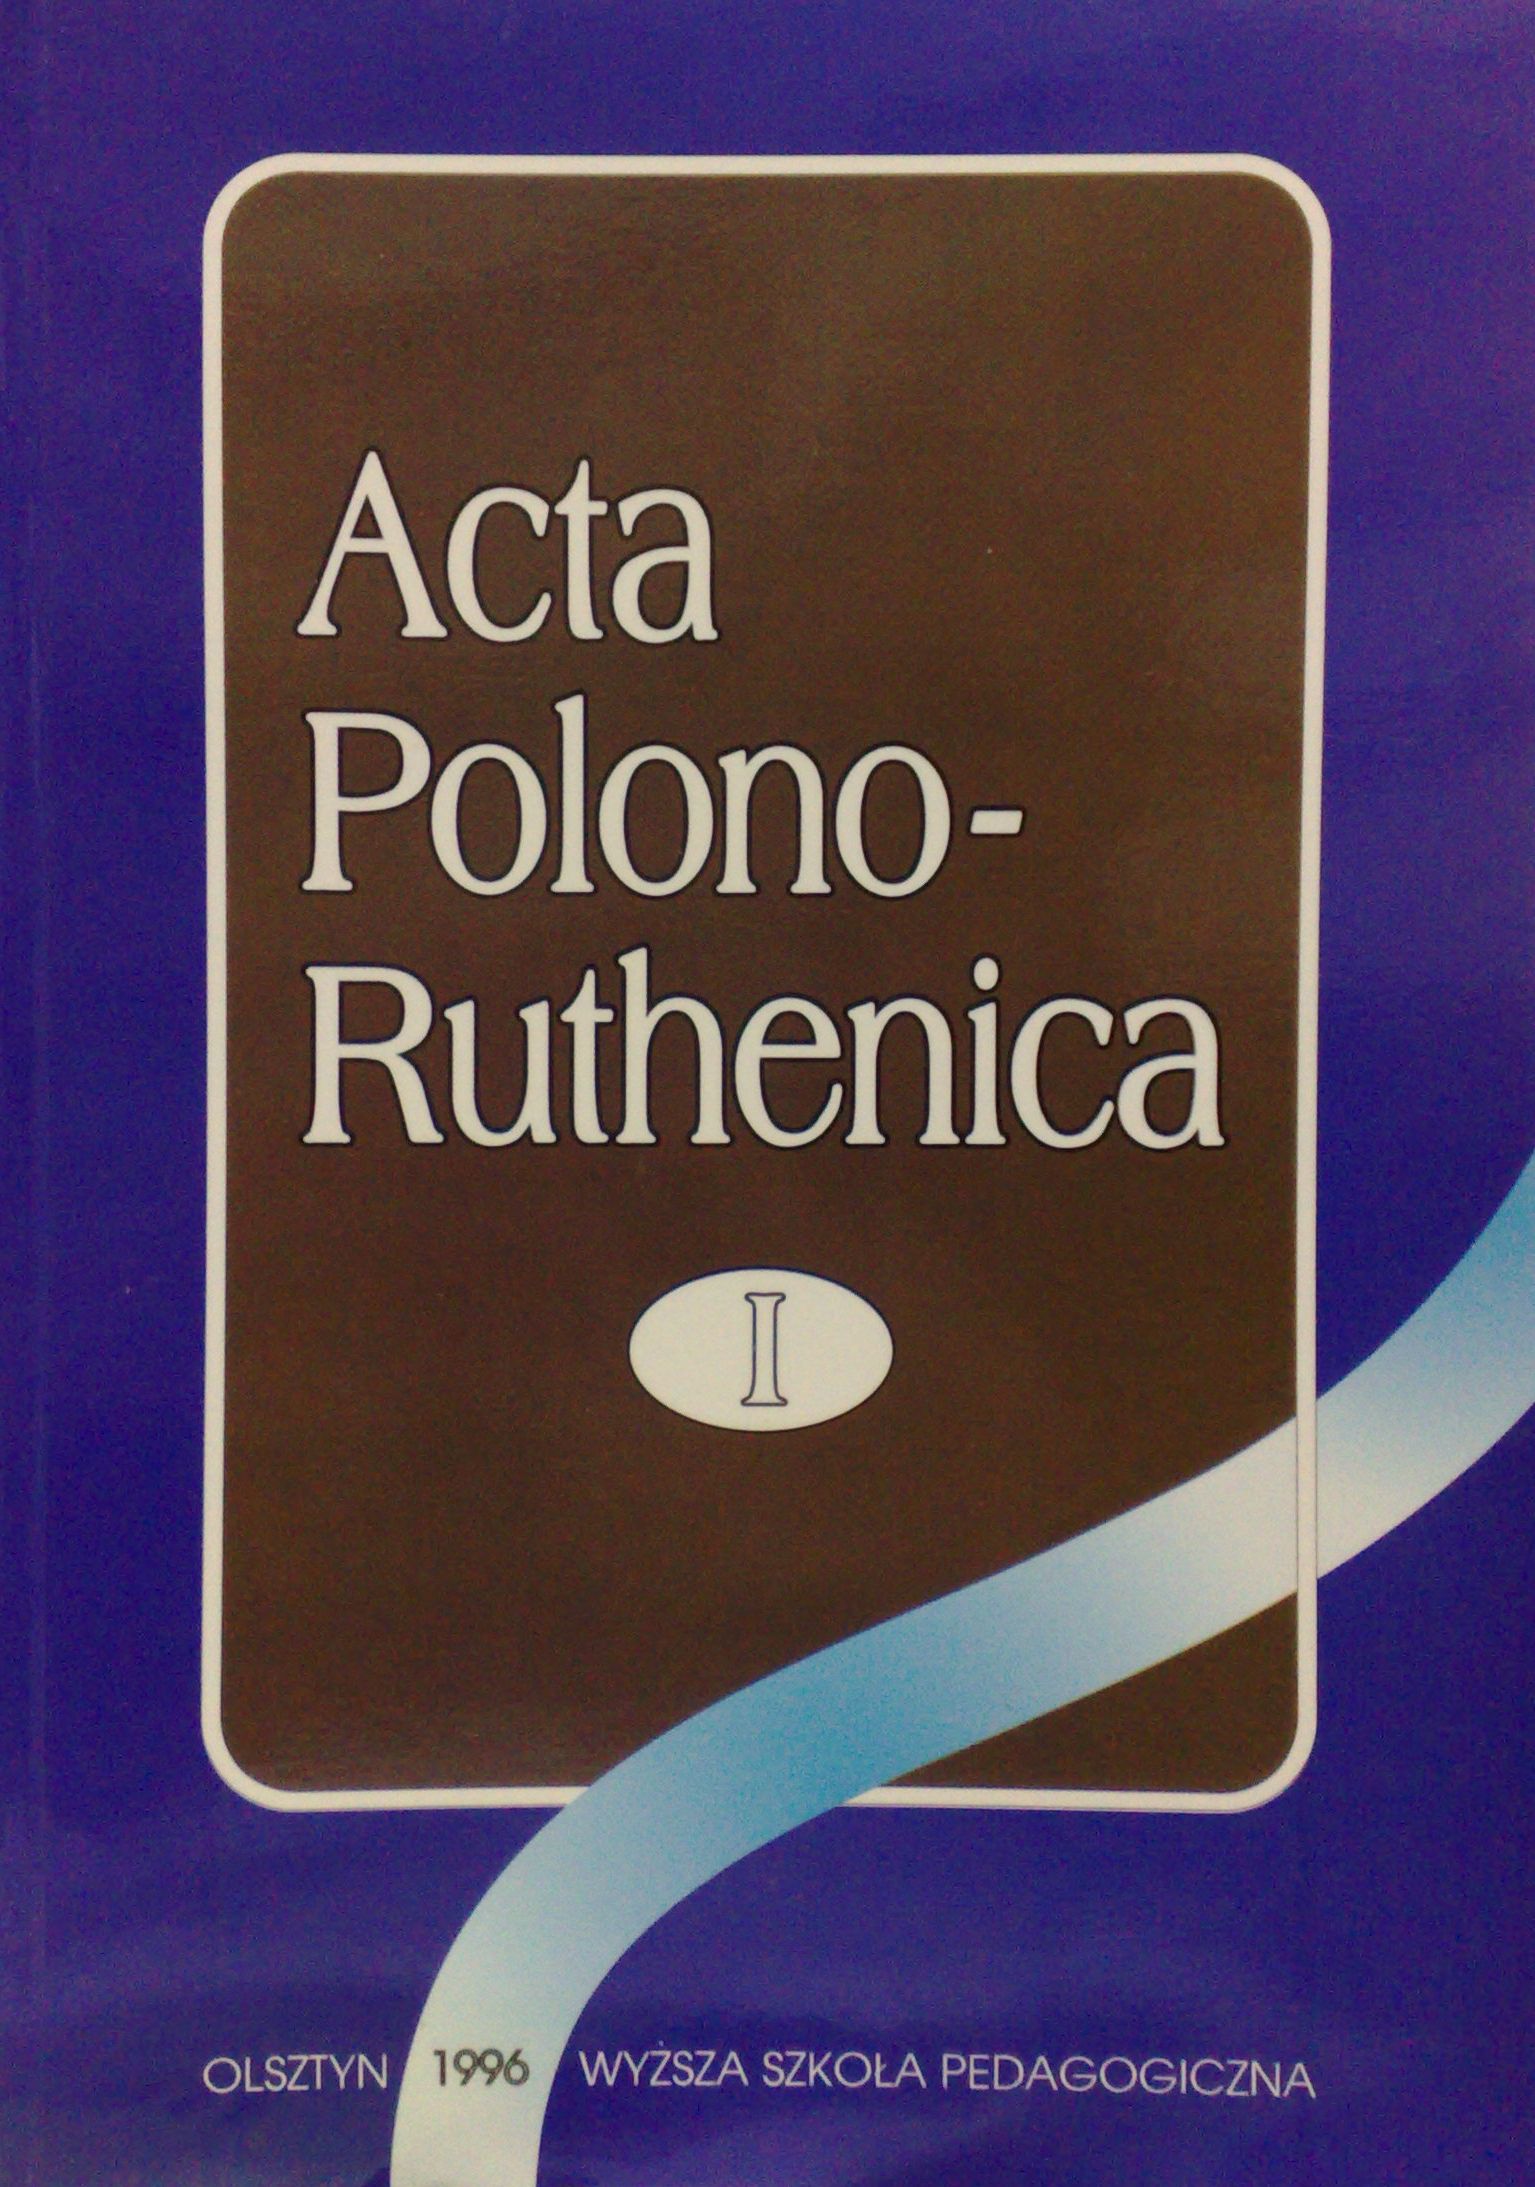 Acta
Polono-
Ruthenica
I
OLSZTYN 1996 WYŻSZA SZKOŁA PEDAGOGICZNA